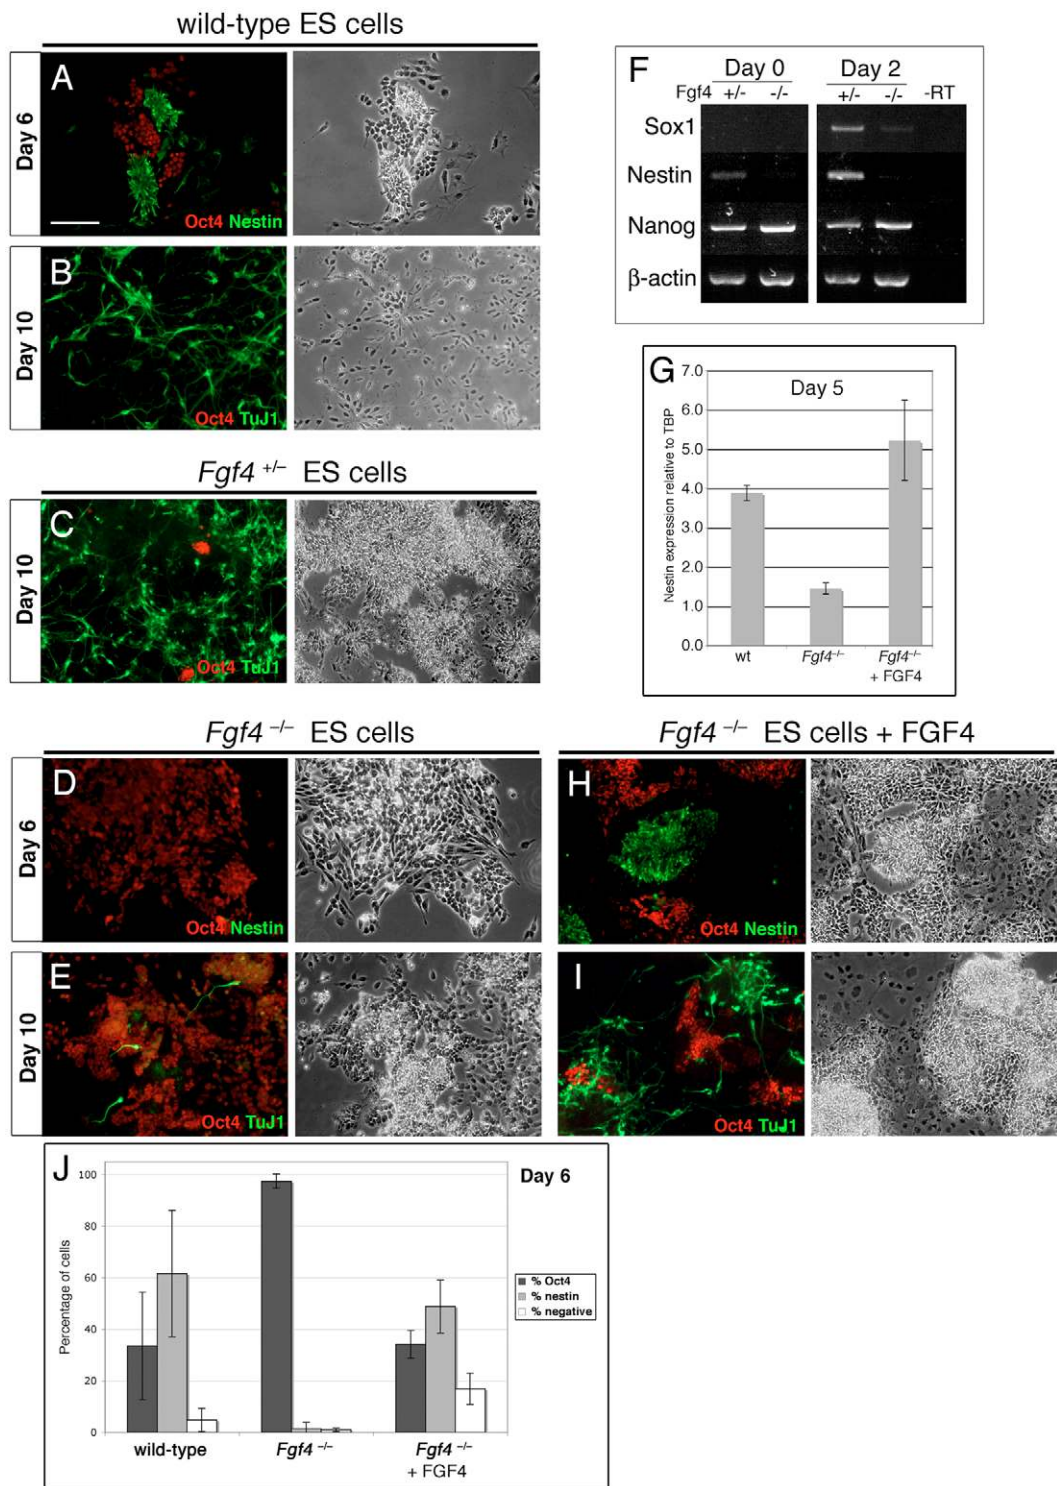 wild-type ES cells
Day 6
A
Oct4 Nestin
Day 10
B
Oct4 TuJ1
Fgf4 +/– ES cells
Day 10
C
Oct4 TuJ1
F
Day 0
Day 2
Fgf4 +/- -/- +/- -/- -RT
Sox1
Nestin
Nanog
β-actin
G
Day 5
Nestin expression relative to TBP
7.0
6.0
5.0
4.0
3.0
2.0
1.0
0.0
wt
Fgf4–/–
Fgf4–/–
+ FGF4
Fgf4 –/– ES cells
Day 6
D
Oct4 Nestin
Day 10
E
Oct4 TuJ1
Fgf4 –/– ES cells + FGF4
H
Oct4 Nestin
I
Oct4 TuJ1
J
Day 6
Percentage of cells
100
80
60
40
20
0
wild-type
Fgf4 –/–
Fgf4 –/–
+ FGF4
% Oct4
% nestin
% negative